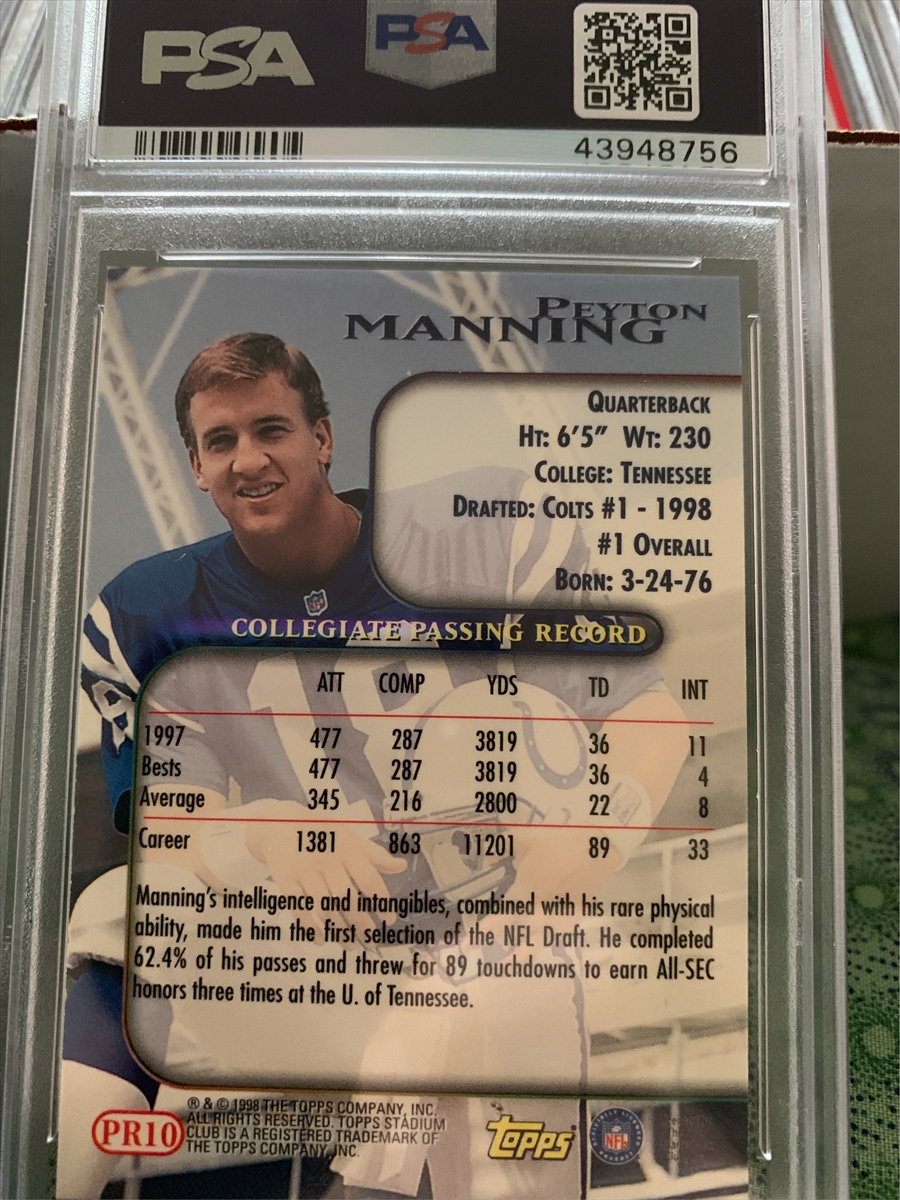 PSA
PSA
43948756
PEYTON
MANNING
QUARTERBACK
HT: 6'5" WT: 230
COLLEGE: TENNESSEE
DRAFTED: COLTS #1 - 1998
#1 OVERALL
BORN: 3-24-76
NFL
COLLEGIATE PASSING RECORD
ATT COMP YDS TD INT
1997 477 287 3819 36 11
Bests 477 287 3819 36 4
Average 345 216 2800 22 8
Career 1381 863 11201 89 33
Manning's intelligence and intangibles, combined with his rare physical
ability, made him the first selection of the NFL Draft. He completed
62.4% of his passes and threw for 89 touchdowns to earn All-SEC
honors three times at the U. of Tennessee.
PR10
® & © 1998 THE TOPPS COMPANY, INC.
ALL RIGHTS RESERVED. TOPPS STADIUM
CLUB IS A REGISTERED TRADEMARK OF
THE TOPPS COMPANY, INC.
topps
NFL